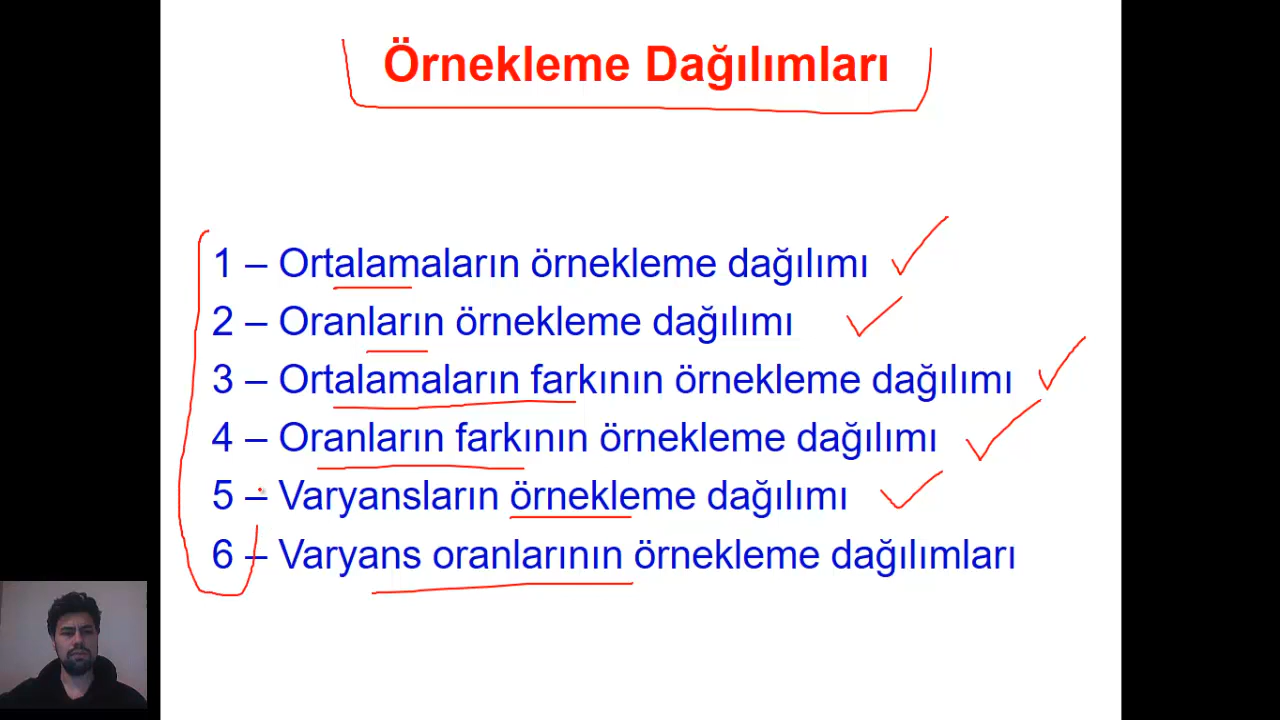 Örnekleme Dağılımları
1 – Ortalamaların örnekleme dağılımı
2 – Oranların örnekleme dağılımı
3 – Ortalamaların farkının örnekleme dağılımı
4 – Oranların farkının örnekleme dağılımı
5 – Varyansların örnekleme dağılımı
6 – Varyans oranlarının örnekleme dağılımları